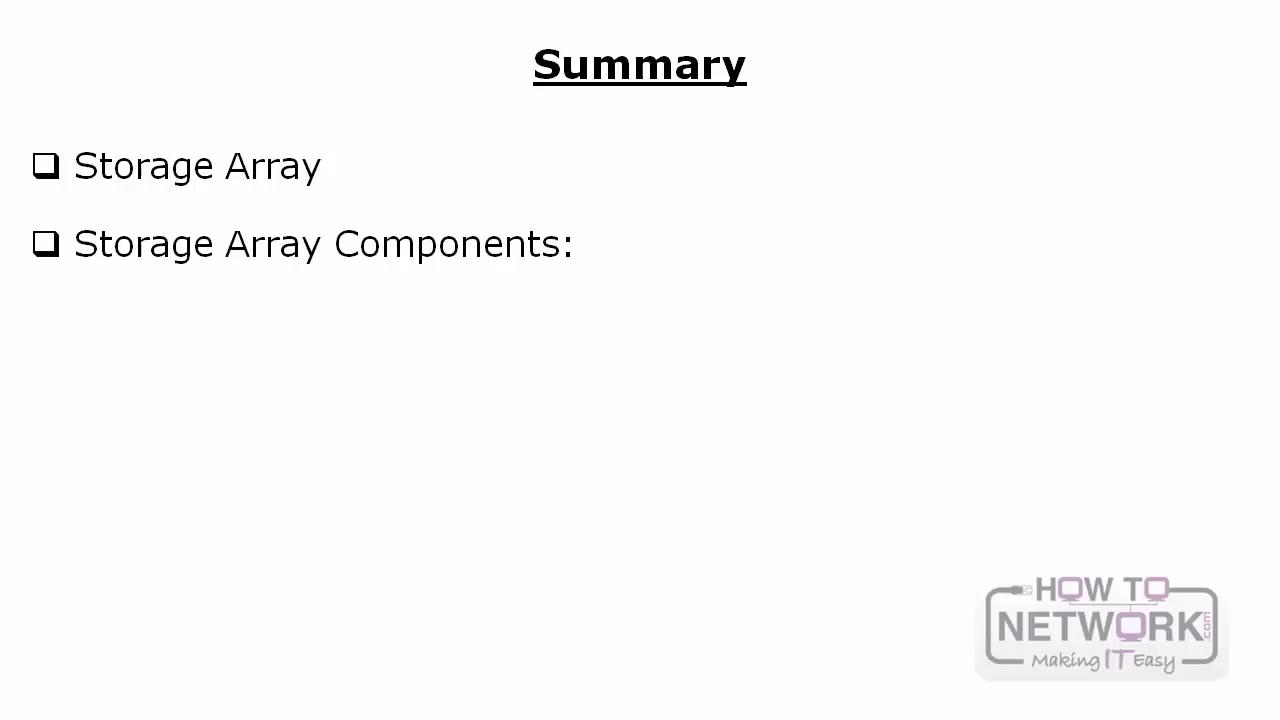 Summary
Storage Array
Storage Array Components:
HOW TO
NETWORK.com
Making IT Easy